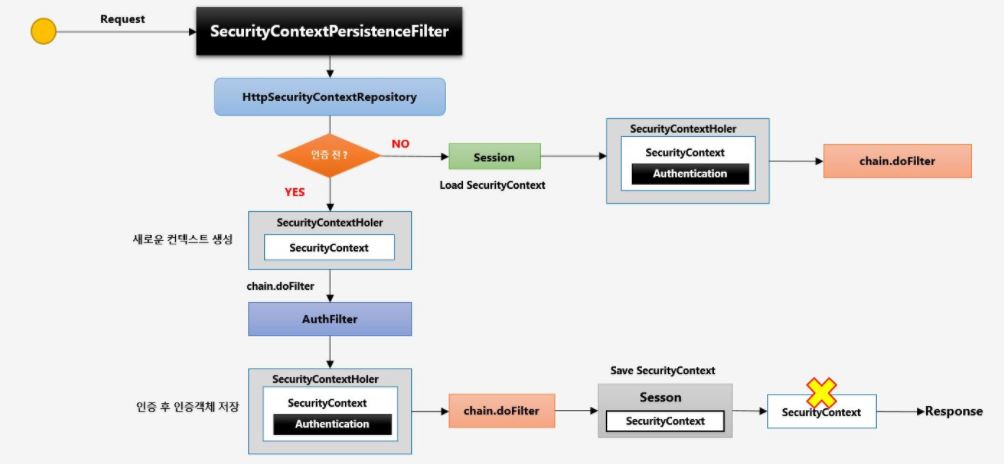 Request
SecurityContextPersistenceFilter
HttpSecurityContextRepository
인증 전 ?
NO
YES
Session
Load SecurityContext
SecurityContextHoler
SecurityContext
Authentication
chain.doFilter
새로운 컨텍스트 생성
SecurityContextHoler
SecurityContext
chain.doFilter
AuthFilter
인증 후 인증객체 저장
SecurityContextHoler
SecurityContext
Authentication
chain.doFilter
Save SecurityContext
Sesson
SecurityContext
SecurityContext
Response